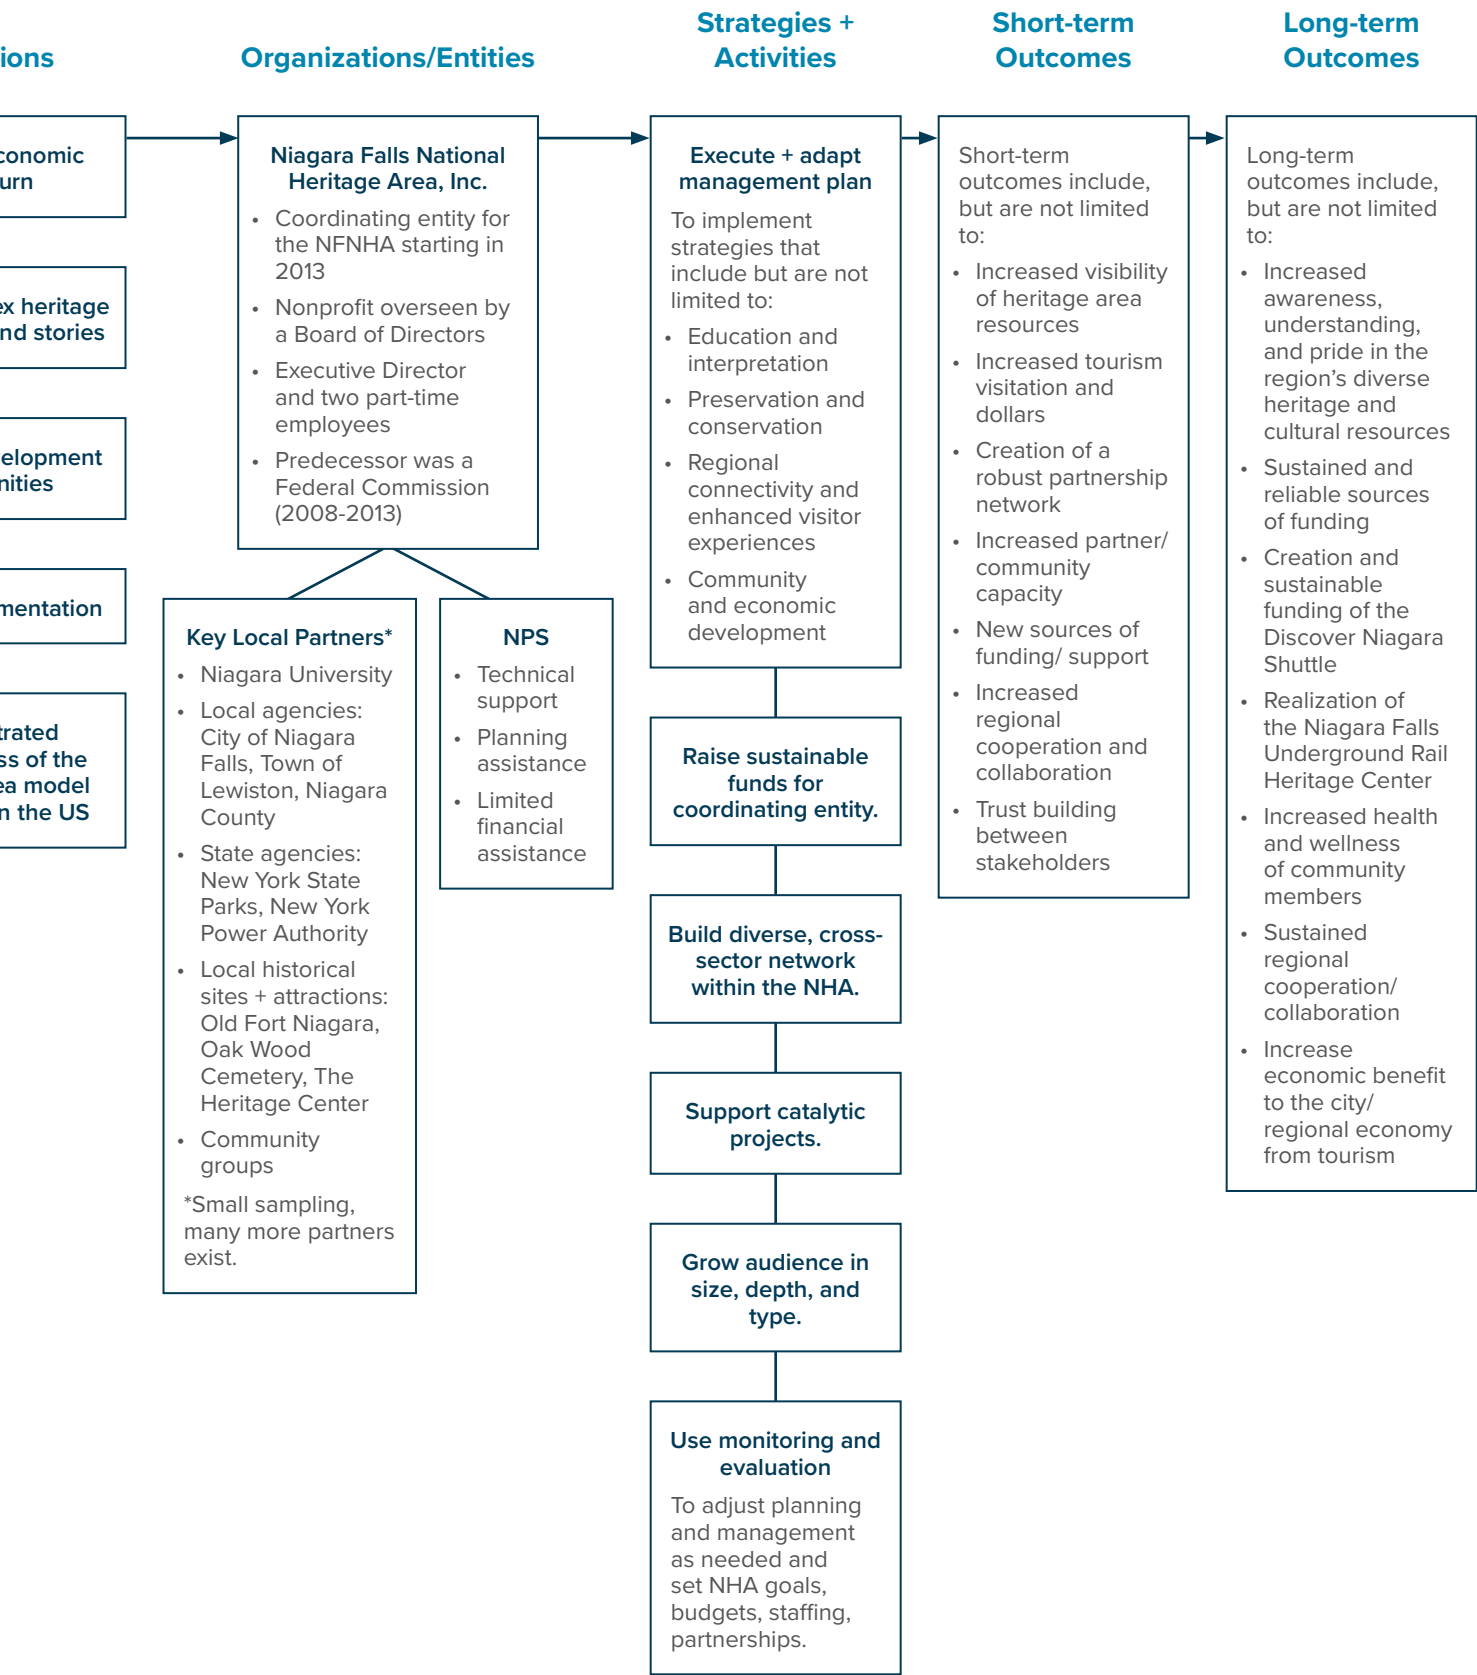 Organizations/Entities
Strategies +
Activities
Short-term
Outcomes
Long-term
Outcomes
heritage
and stories
of the
model
in the US
Niagara Falls National
Heritage Area, Inc.
• Coordinating entity for
the NFNHA starting in
2013
• Nonprofit overseen by
a Board of Directors
• Executive Director
and two part-time
employees
• Predecessor was a
Federal Commission
(2008-2013)
Key Local Partners*
• Niagara University
• Local agencies:
City of Niagara
Falls, Town of
Lewiston, Niagara
County
• State agencies:
New York State
Parks, New York
Power Authority
• Local historical
sites + attractions:
Old Fort Niagara,
Oak Wood
Cemetery, The
Heritage Center
• Community
groups
*Small sampling,
many more partners
exist.
NPS
• Technical
support
• Planning
assistance
• Limited
financial
assistance
Execute + adapt
management plan
To implement
strategies that
include but are not
limited to:
• Education and
interpretation
• Preservation and
conservation
• Regional
connectivity and
enhanced visitor
experiences
• Community
and economic
development
Raise sustainable
funds for
coordinating entity.
Build diverse, cross-
sector network
within the NHA.
Support catalytic
projects.
Grow audience in
size, depth, and
type.
Use monitoring and
evaluation
To adjust planning
and management
as needed and
set NHA goals,
budgets, staffing,
partnerships.
Short-term
outcomes include,
but are not limited
to:
• Increased visibility
of heritage area
resources
• Increased tourism
visitation and
dollars
• Creation of a
robust partnership
network
• Increased partner/
community
capacity
• New sources of
funding/ support
• Increased
regional
cooperation and
collaboration
• Trust building
between
stakeholders
Long-term
outcomes include,
but are not limited
to:
• Increased
awareness,
understanding,
and pride in the
region's diverse
heritage and
cultural resources
• Sustained and
reliable sources
of funding
• Creation and
sustainable
funding of the
Discover Niagara
Shuttle
• Realization of
the Niagara Falls
Underground Rail
Heritage Center
• Increased health
and wellness
of community
members
• Sustained
regional
cooperation/
collaboration
• Increase
economic benefit
to the city/
regional economy
from tourism